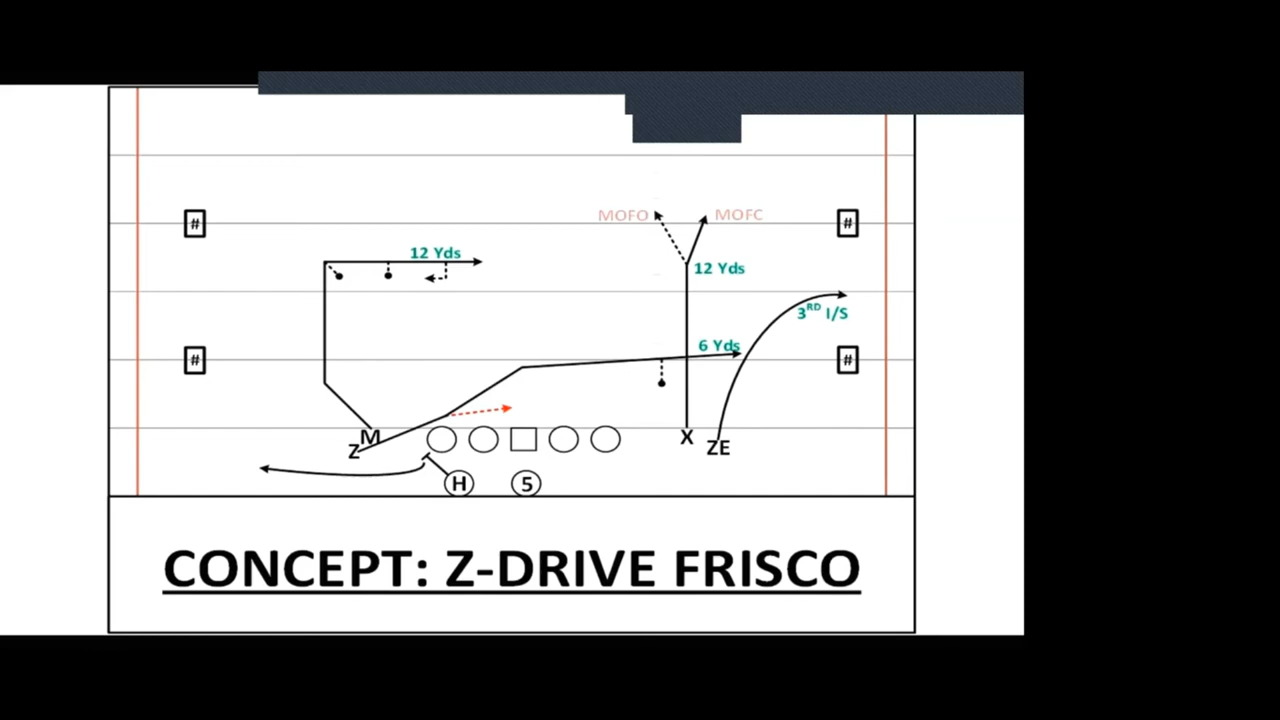 MOFO MOFC
# #
12 Yds
12 Yds
3RD I/S
6 Yds
# #
M
Z
X
ZE
H 5
CONCEPT: Z-DRIVE FRISCO